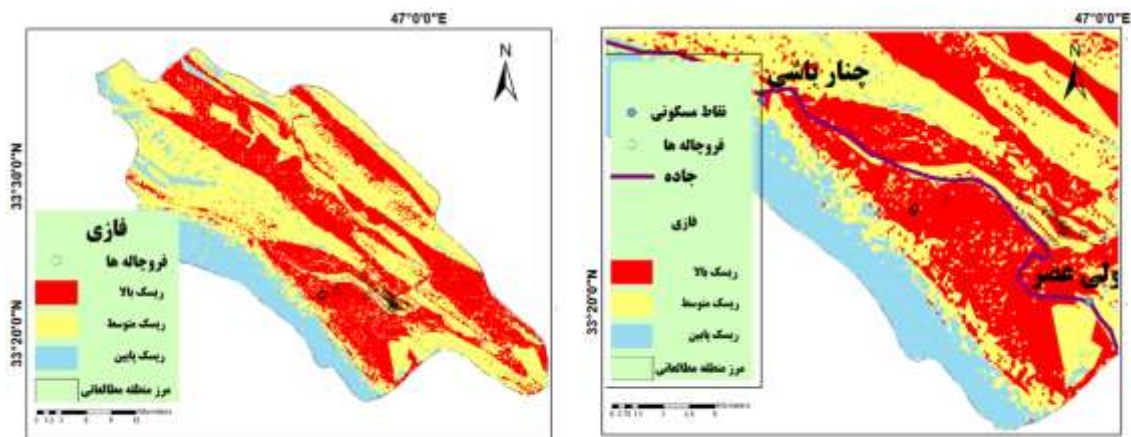 47°0'0"E
N
33°30'0"N
33°20'0"N
فازی
فروچاله ها
ریسک بالا
ریسک متوسط
ریسک پایین
مرز منطقه مطالعاتی
47°0'0"E
N
33°20'0"N
چنار باشی
نقاط مسکونی
فروچاله ها
جاده
فازی
ریسک بالا
ریسک متوسط
ریسک پایین
مرز منطقه مطالعاتی
ولی عصر